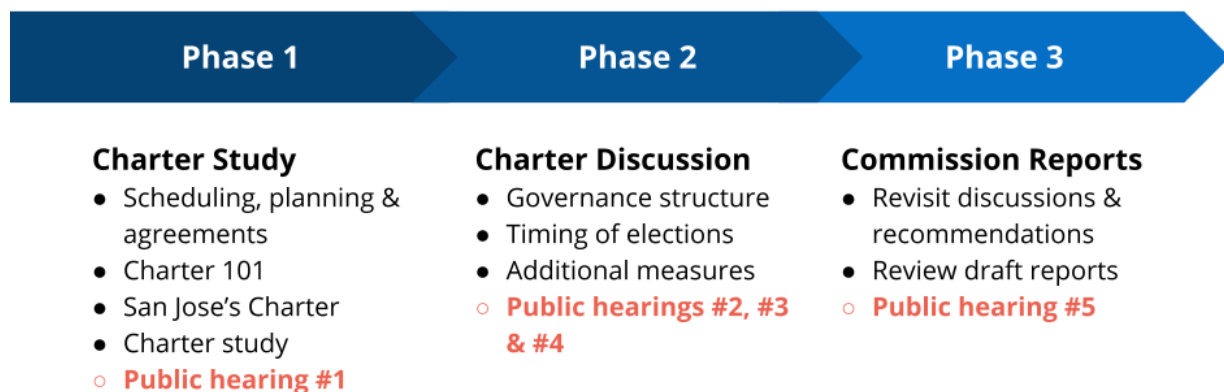 Phase 1
Phase 2
Phase 3
Charter Study
● Scheduling, planning &
agreements
● Charter 101
● San Jose’s Charter
● Charter study
○ Public hearing #1
Charter Discussion
● Governance structure
● Timing of elections
● Additional measures
○ Public hearings #2, #3
& #4
Commission Reports
● Revisit discussions &
recommendations
● Review draft reports
○ Public hearing #5